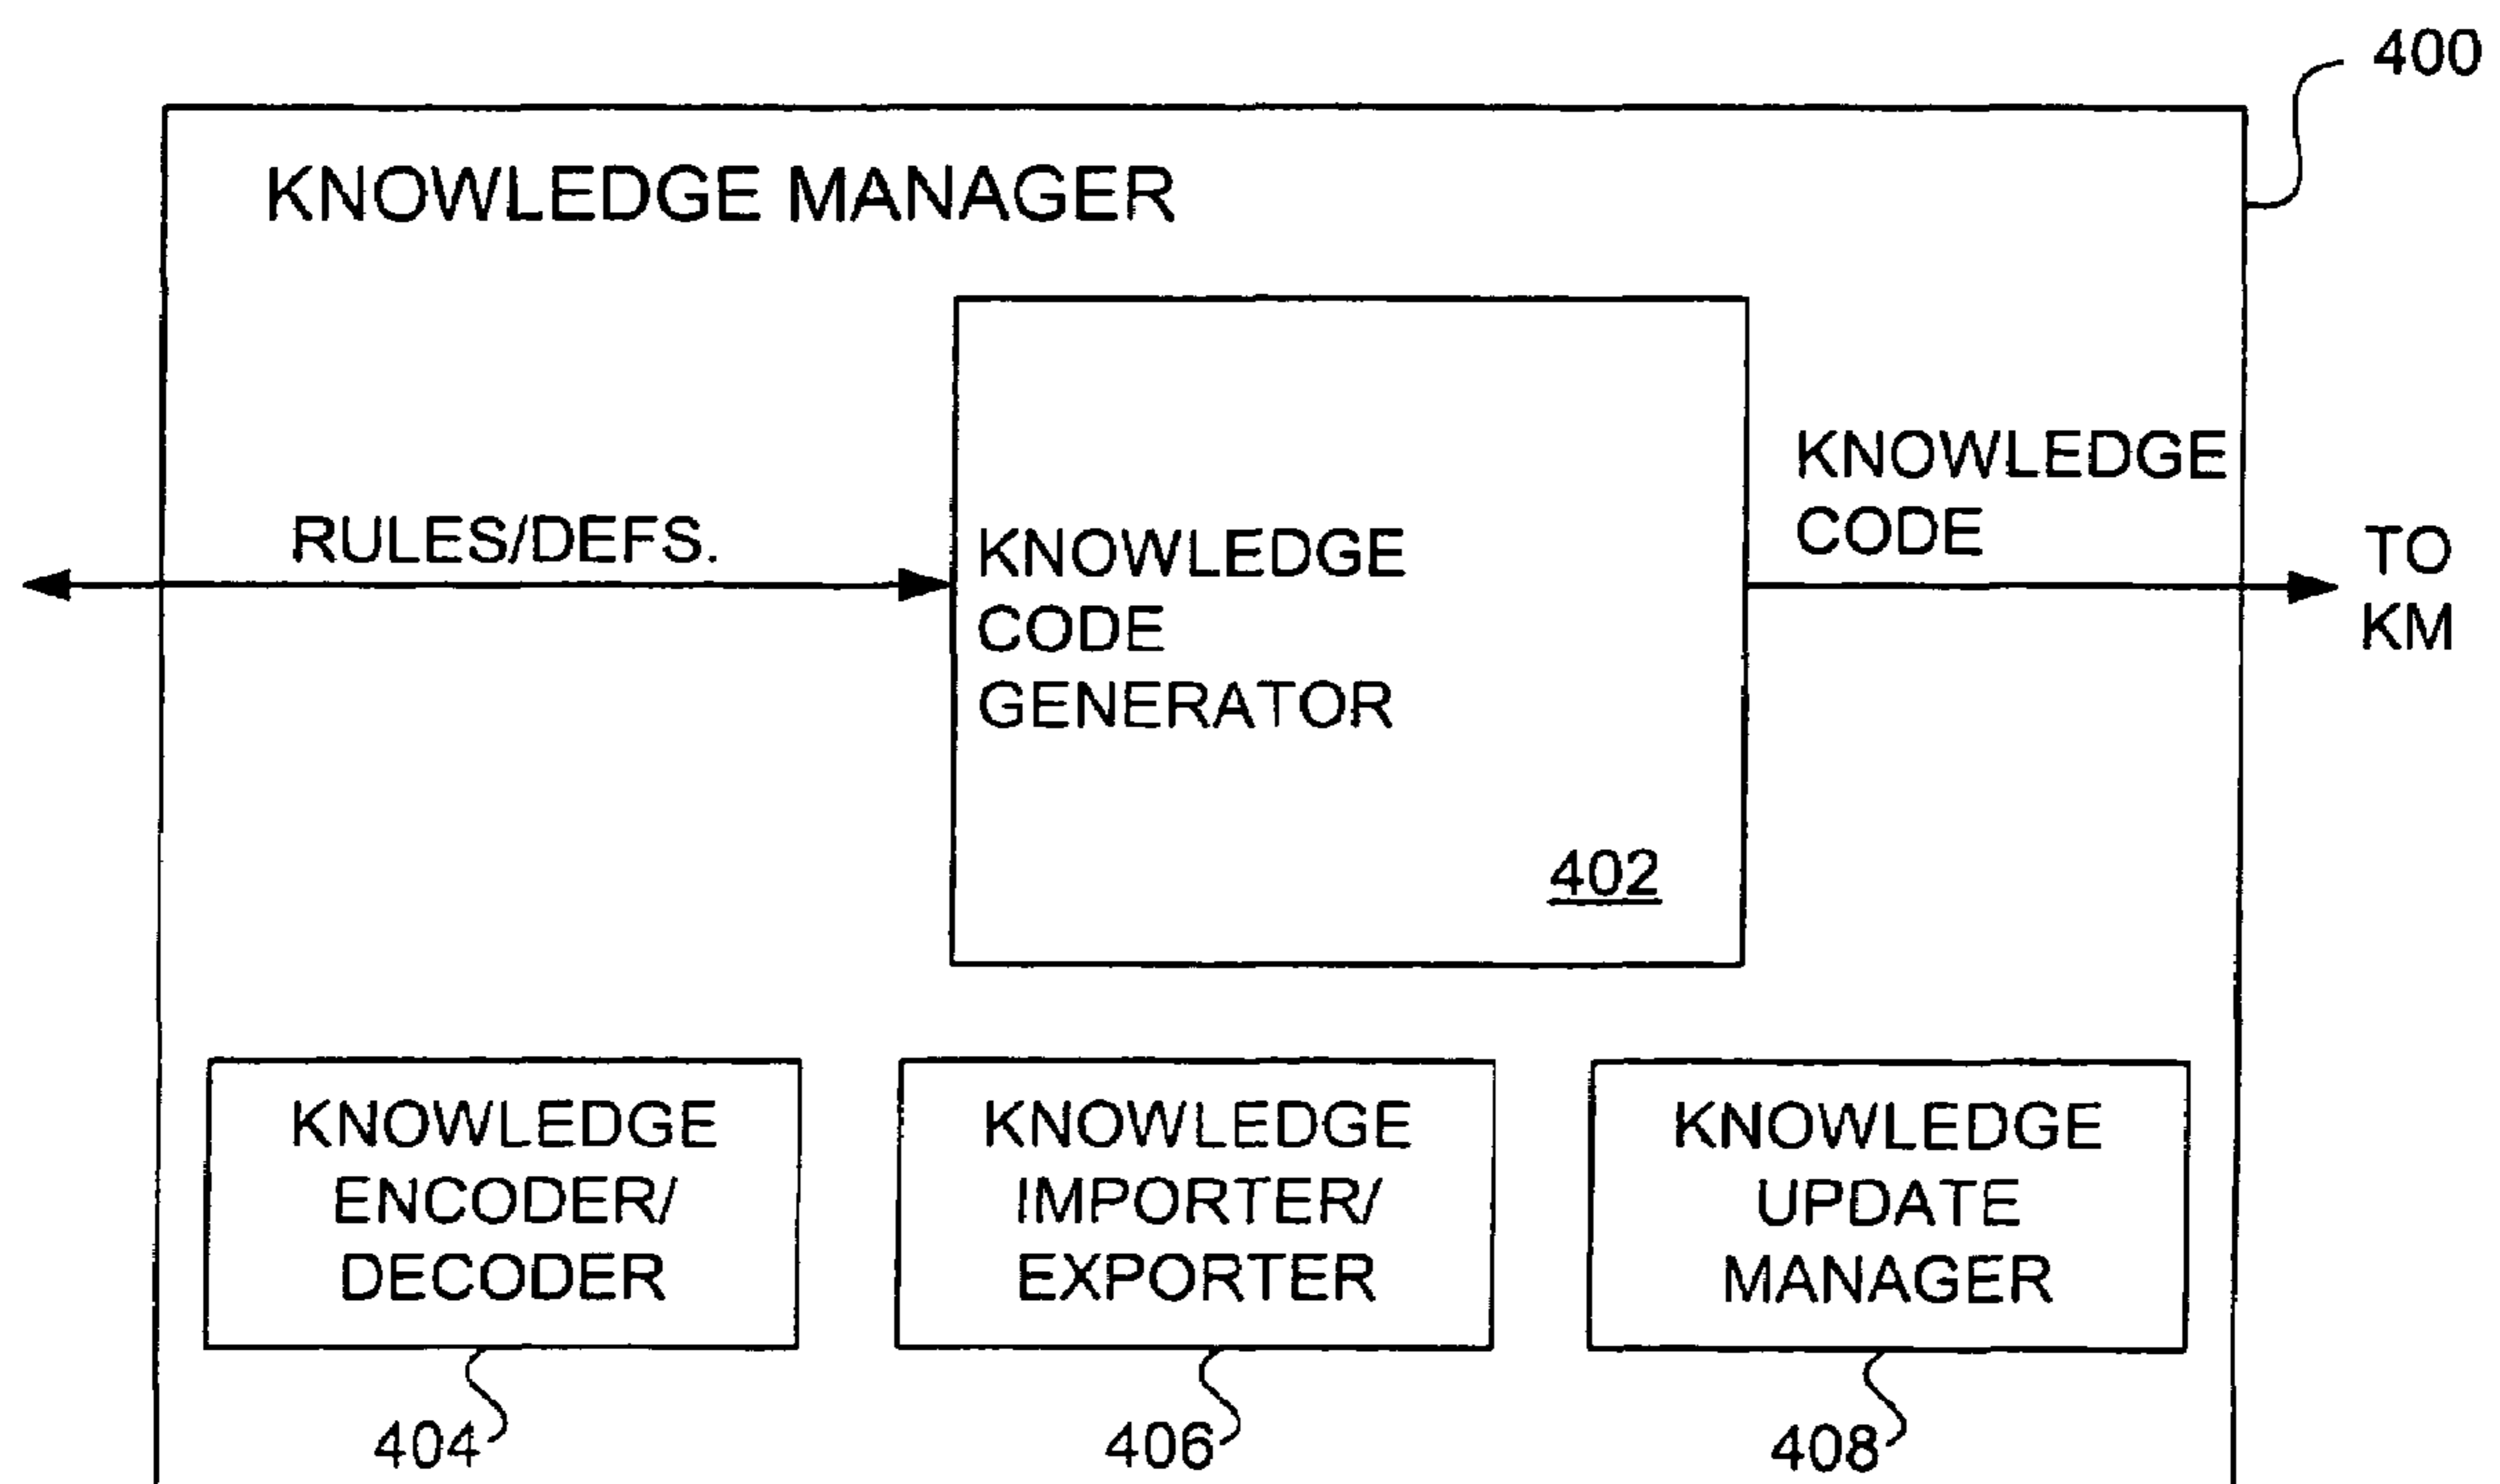 400
KNOWLEDGE MANAGER
KNOWLEDGE
CODE
RULES/DEFS.
KNOWLEDGE
CODE
GENERATOR
TO
KM
402
KNOWLEDGE
ENCODER/
DECODER
KNOWLEDGE
IMPORTER/
EXPORTER
KNOWLEDGE
UPDATE
MANAGER
404
406
408